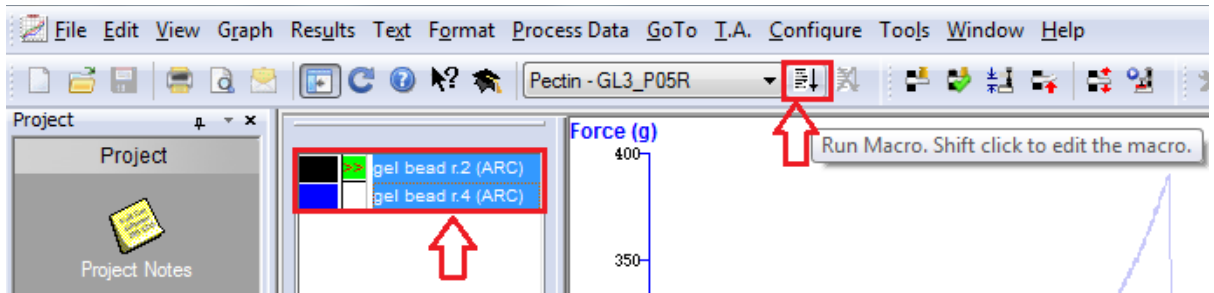 File Edit View Graph Results Text Format Process Data GoTo T.A. Configure Tools Window Help
Pectin - GL3_P05R
Project
Project
Project Notes
>> gel bead r.2 (ARC)
gel bead r.4 (ARC)
Force (g)
400
350
Run Macro. Shift click to edit the macro.